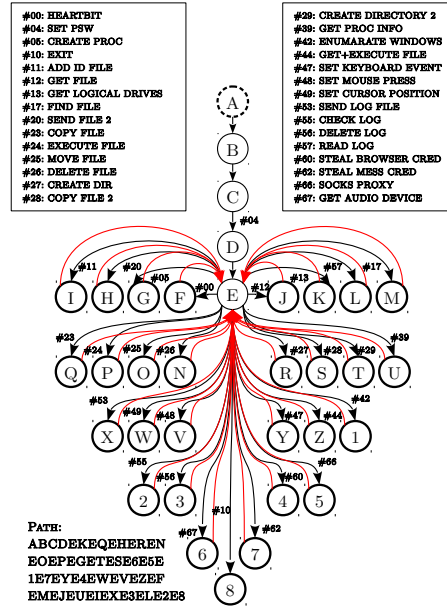 #00: HEARTBIT
#04: SET PSW
#05: CREATE PROC
#10: EXIT
#11: ADD ID FILE
#12: GET FILE
#13: GET LOGICAL DRIVES
#17: FIND FILE
#20: SEND FILE 2
#23: COPY FILE
#24: EXECUTE FILE
#25: MOVE FILE
#26: DELETE FILE
#27: CREATE DIR
#28: COPY FILE 2
#29: CREATE DIRECTORY 2
#39: GET PROC INFO
#42: ENUMARATE WINDOWS
#44: GET+EXECUTE FILE
#47: SET KEYBOARD EVENT
#48: SET MOUSE PRESS
#49: SET CURSOR POSITION
#53: SEND LOG FILE
#55: CHECK LOG
#56: DELETE LOG
#57: READ LOG
#60: STEAL BROWSER CRED
#62: STEAL MESS CRED
#66: SOCKS PROXY
#67: GET AUDIO DEVICE
A
B
C
#04
D
#11 #20 #05 #00 #12 #13 #57 #17
I H G F E J K L M
#23 #24 #25 #26 #27 #28 #29 #39
Q P O N R S T U
#53 #49 #48 #47 #44 #42
X W V Y Z 1
#55 #56 #60 #66
2 3 4 5
#67 #10 #62
6 7
8
PATH:
ABCDEKEQEHEREN
EOEPEGETESE6E5E
1E7EYE4EWEVEZEF
EMEJEUEIEXE3ELE2E8